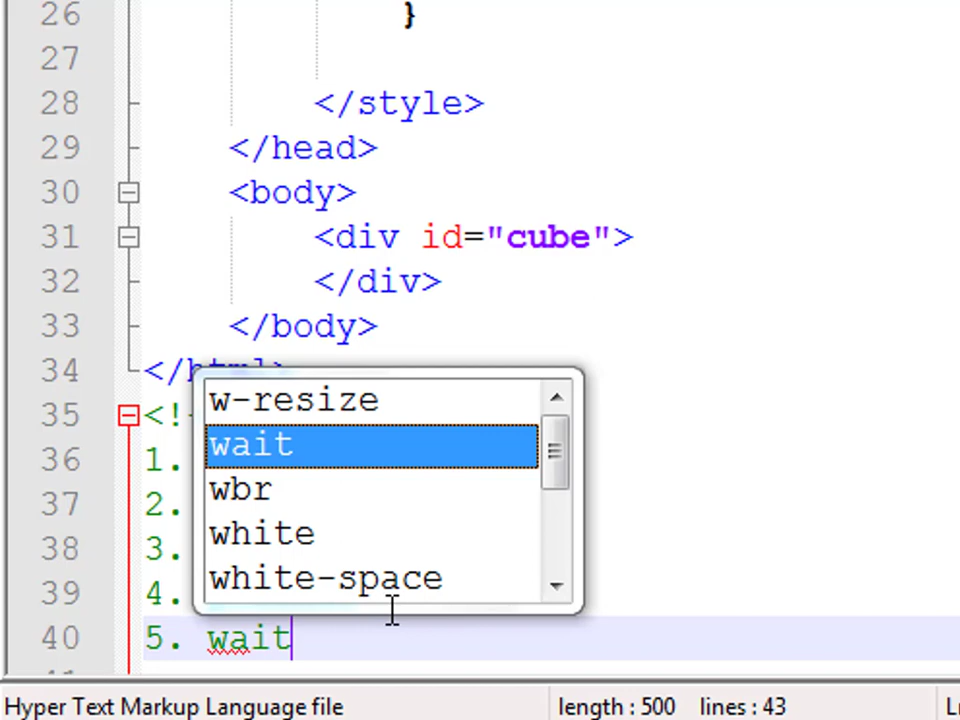 26 }
27
28 </style>
29 </head>
30 <body>
31 <div id="cube">
32 </div>
33 </body>
34 </html>
35 <!
36 1.
37 2.
38 3.
39 4.
40 5. wait
w-resize
wait
wbr
white
white-space
Hyper Text Markup Language file length : 500 lines : 43 L